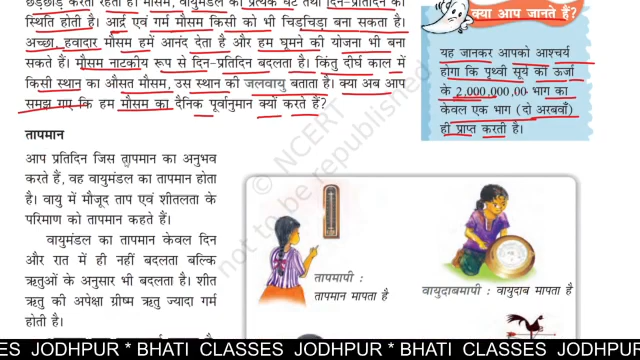 छेड़छाड़ करती रहती है। मौसम, वायुमंडल की प्रत्येक घंटे तथा दिन-प्रतिदिन की
स्थिति होती है। आर्द्र एवं गर्म मौसम किसी को भी चिड़चिड़ा बना सकता है।
अच्छा, हवादार मौसम हमें आनंद देता है और हम घूमने की योजना भी बना
सकते हैं। मौसम नाटकीय रूप से दिन-प्रतिदिन बदलता है। किंतु दीर्घ काल में
किसी स्थान का औसत मौसम, उस स्थान की जलवायु बताता है। क्या अब आप
समझ गए कि हम मौसम का दैनिक पूर्वानुमान क्यों करते हैं?
तापमान
आप प्रतिदिन जिस तापमान का अनुभव
करते हैं, वह वायुमंडल का तापमान होता
है। वायु में मौजूद ताप एवं शीतलता के
परिमाण को तापमान कहते हैं।
वायुमंडल का तापमान केवल दिन
और रात में ही नहीं बदलता बल्कि
ऋतुओं के अनुसार भी बदलता है। शीत
ऋतु की अपेक्षा ग्रीष्म ऋतु ज्यादा गर्म
होती है।
क्या आप जानते हैं?
यह जानकर आपको आश्चर्य
होगा कि पृथ्वी सूर्य की ऊर्जा
के 2,000,000,00 भाग का
केवल एक भाग (दो अरबवाँ)
ही प्राप्त करती है।
तापमापी :
तापमान मापता है
वायुदाबमापी : वायुदाब मापता है
© NCERT
not to be republished
ES JODHPUR * BHATI CLASSES JODHPUR * BHATI CLASSES JODHPUR